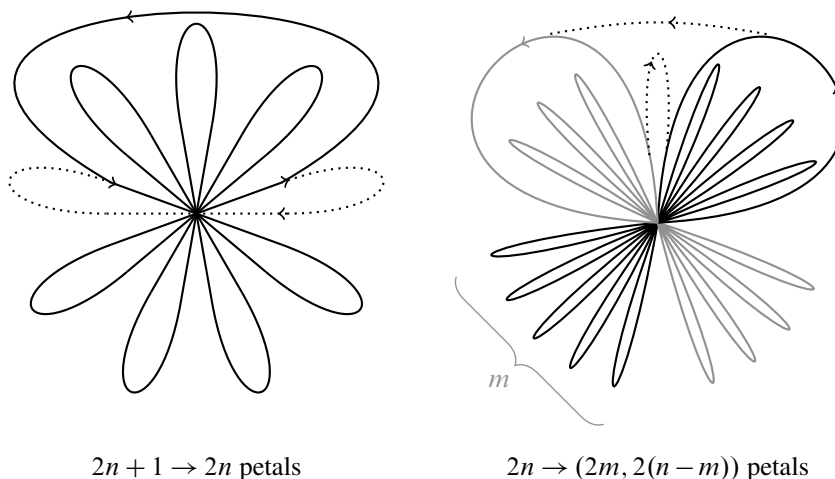 m
2n + 1 → 2n petals
2n → (2m, 2(n − m)) petals